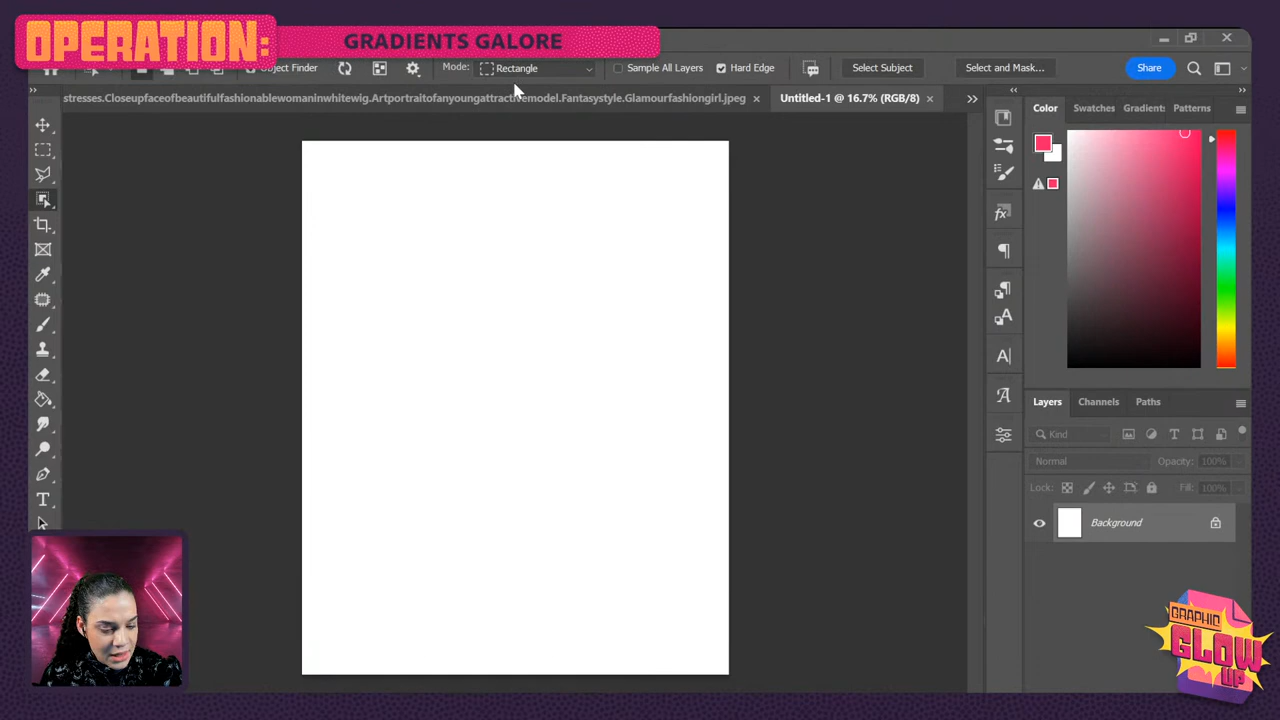 OPERATION:
GRADIENTS GALORE
Object Finder
Mode:
Rectangle
Sample All Layers
Hard Edge
Select Subject
Select and Mask...
Share
stresses.Closeupfaceofbeautifulfashionablewomaninwhitewig.Artportraitofanyoungattractivemodel.Fantasystyle.Glamourfashiongirl.jpeg
Untitled-1 @ 16.7% (RGB/8)
Color
Swatches
Gradient:
Patterns
fx
Layers
Channels
Paths
Kind
Normal
Opacity: 100%
Lock:
Fill: 100%
Background
GRAPHIC
GLOW
UP